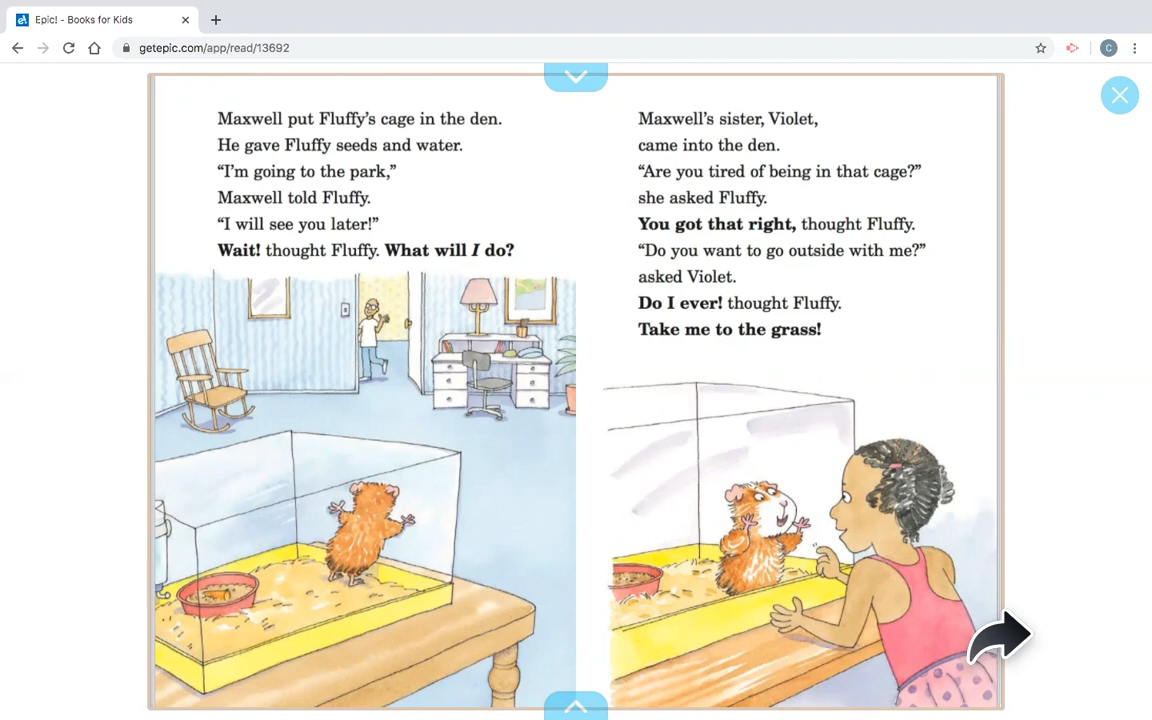 Epic! - Books for Kids
getepic.com/app/read/13692
C
Maxwell put Fluffy's cage in the den.
He gave Fluffy seeds and water.
“I'm going to the park,”
Maxwell told Fluffy.
“I will see you later!”
Wait! thought Fluffy. What will I do?
Maxwell's sister, Violet,
came into the den.
“Are you tired of being in that cage?”
she asked Fluffy.
You got that right, thought Fluffy.
“Do you want to go outside with me?”
asked Violet.
Do I ever! thought Fluffy.
Take me to the grass!